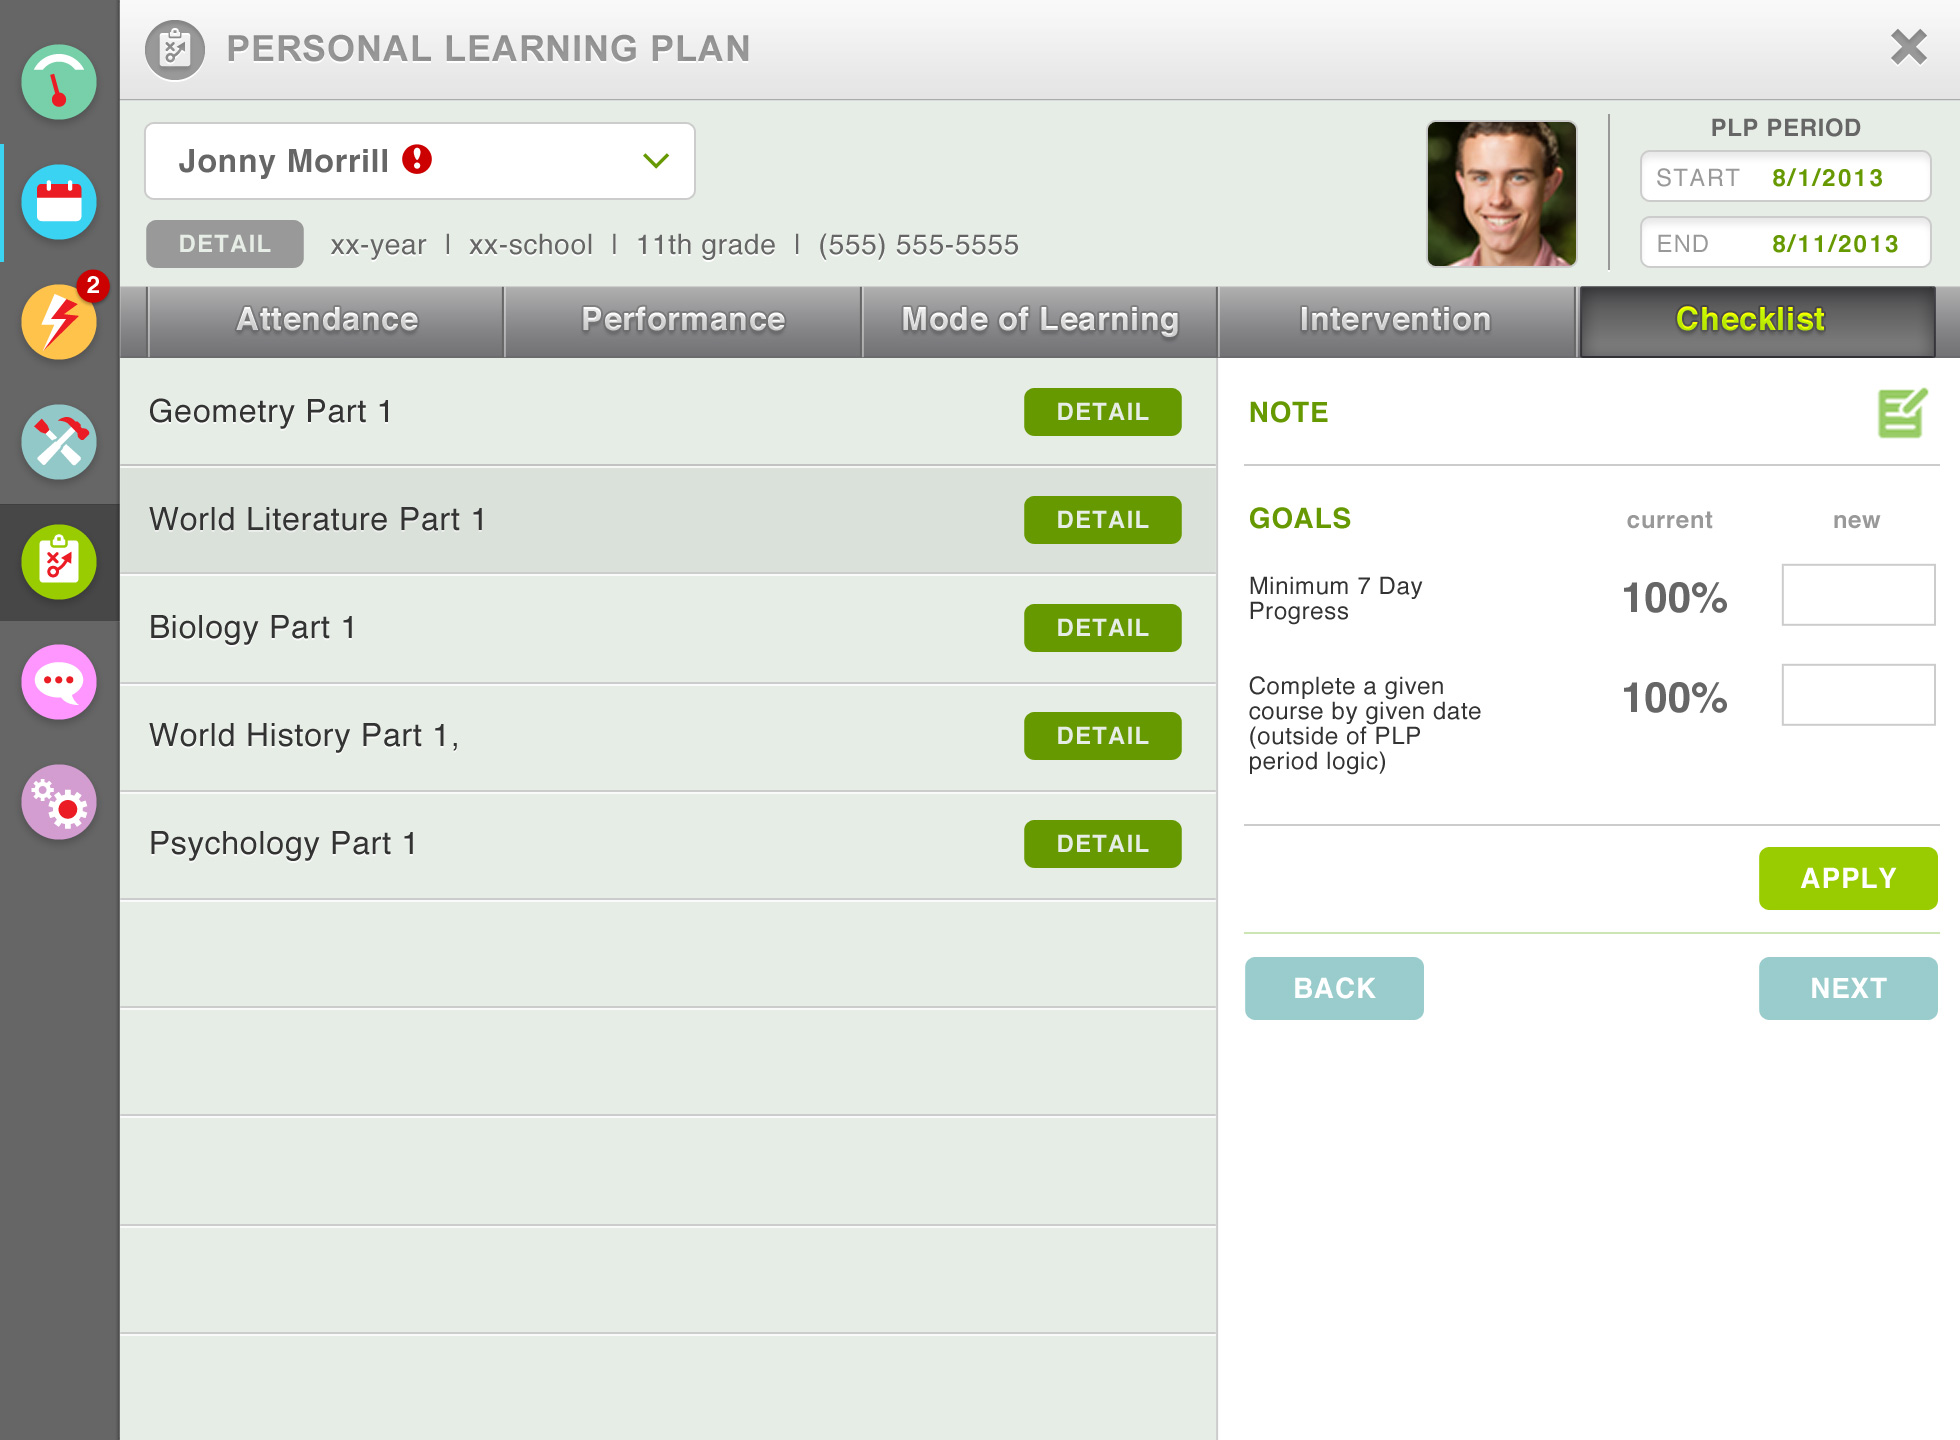 PERSONAL LEARNING PLAN
Jonny Morrill
PLP PERIOD
START 8/1/2013
DETAIL xx-year | xx-school | 11th grade | (555) 555-5555
END 8/11/2013
2
Attendance Performance Mode of Learning Intervention Checklist
Geometry Part 1 DETAIL
World Literature Part 1 DETAIL
Biology Part 1 DETAIL
World History Part 1, DETAIL
Psychology Part 1 DETAIL
NOTE
GOALS current new
Minimum 7 Day
Progress
100%
Complete a given
course by given date
(outside of PLP
period logic)
100%
APPLY
BACK NEXT